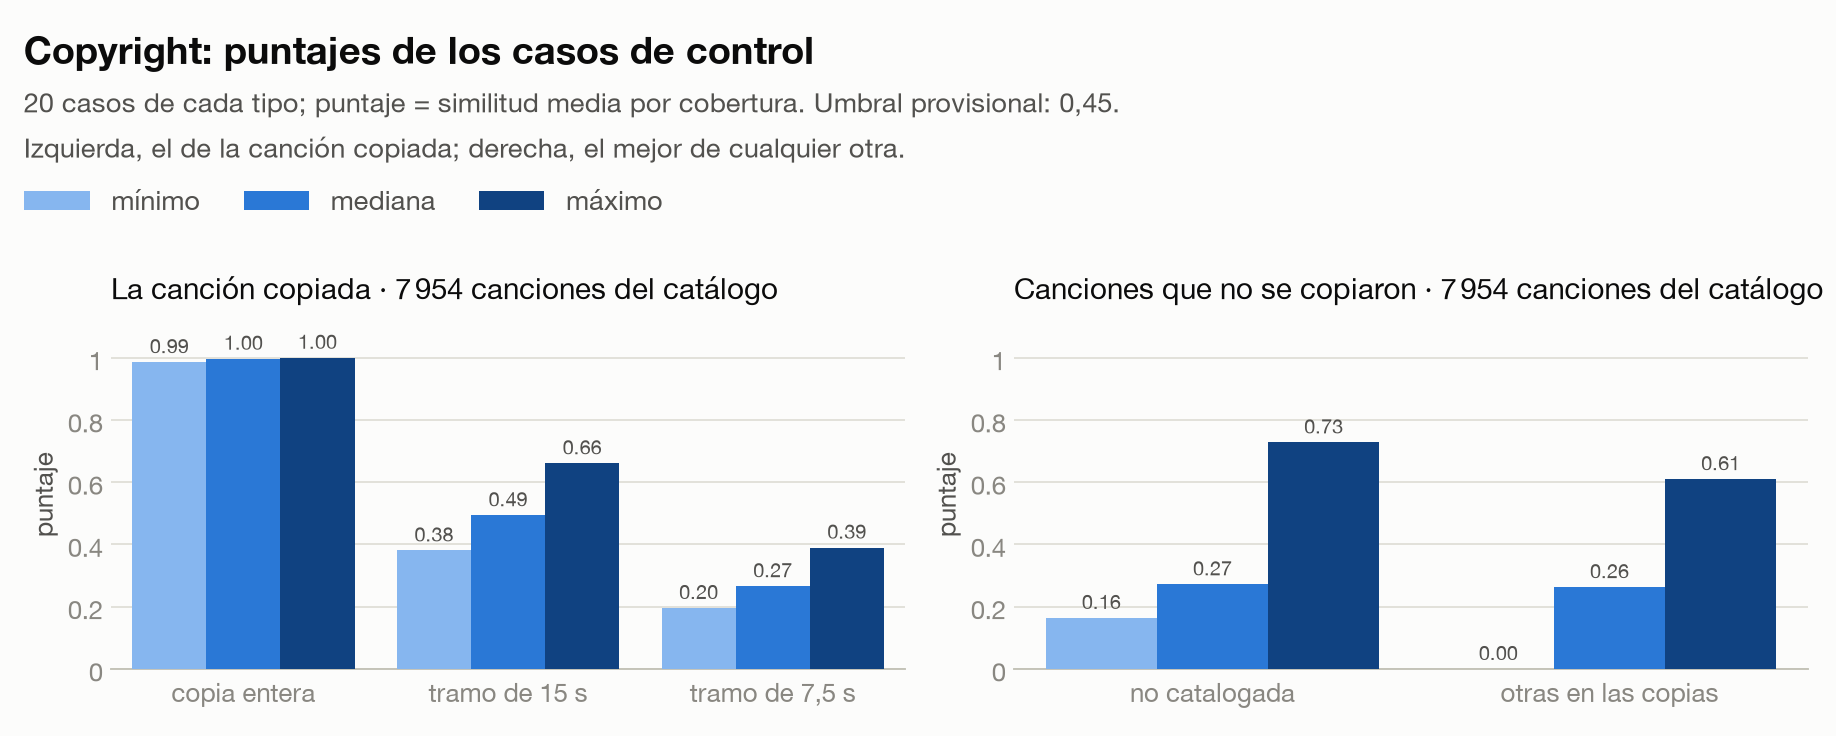 Copyright: puntajes de los casos de control
20 casos de cada tipo; puntaje = similitud media por cobertura. Umbral provisional: 0,45.
Izquierda, el de la canción copiada; derecha, el mejor de cualquier otra.
mínimo mediana máximo
La canción copiada · 7 954 canciones del catálogo
puntaje
1
0.8
0.6
0.4
0.2
0
0.99 1.00 1.00
0.38 0.49 0.66
0.20 0.27 0.39
copia entera tramo de 15 s tramo de 7,5 s
Canciones que no se copiaron · 7 954 canciones del catálogo
puntaje
1
0.8
0.6
0.4
0.2
0
0.16 0.27 0.73
0.00 0.26 0.61
no catalogada otras en las copias